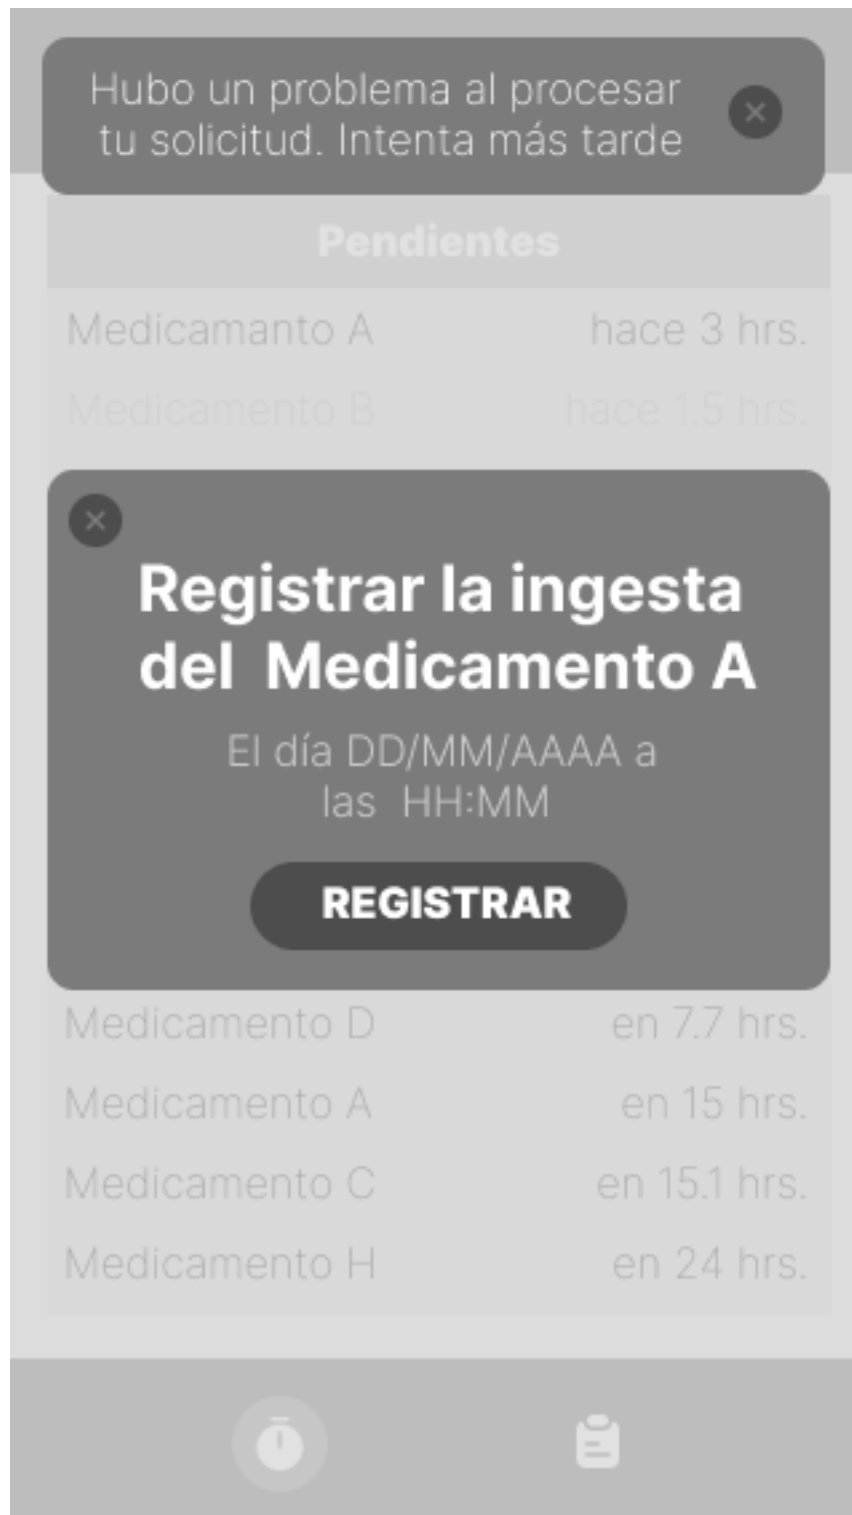 Hubo un problema al procesar
tu solicitud. Intenta más tarde
Pendientes
Medicamanto A hace 3 hrs.
Medicamento B hace 1.5 hrs.
Registrar la ingesta
del Medicamento A
El día DD/MM/AAAA a
las HH:MM
REGISTRAR
Medicamento D en 7.7 hrs.
Medicamento A en 15 hrs.
Medicamento C en 15.1 hrs.
Medicamento H en 24 hrs.